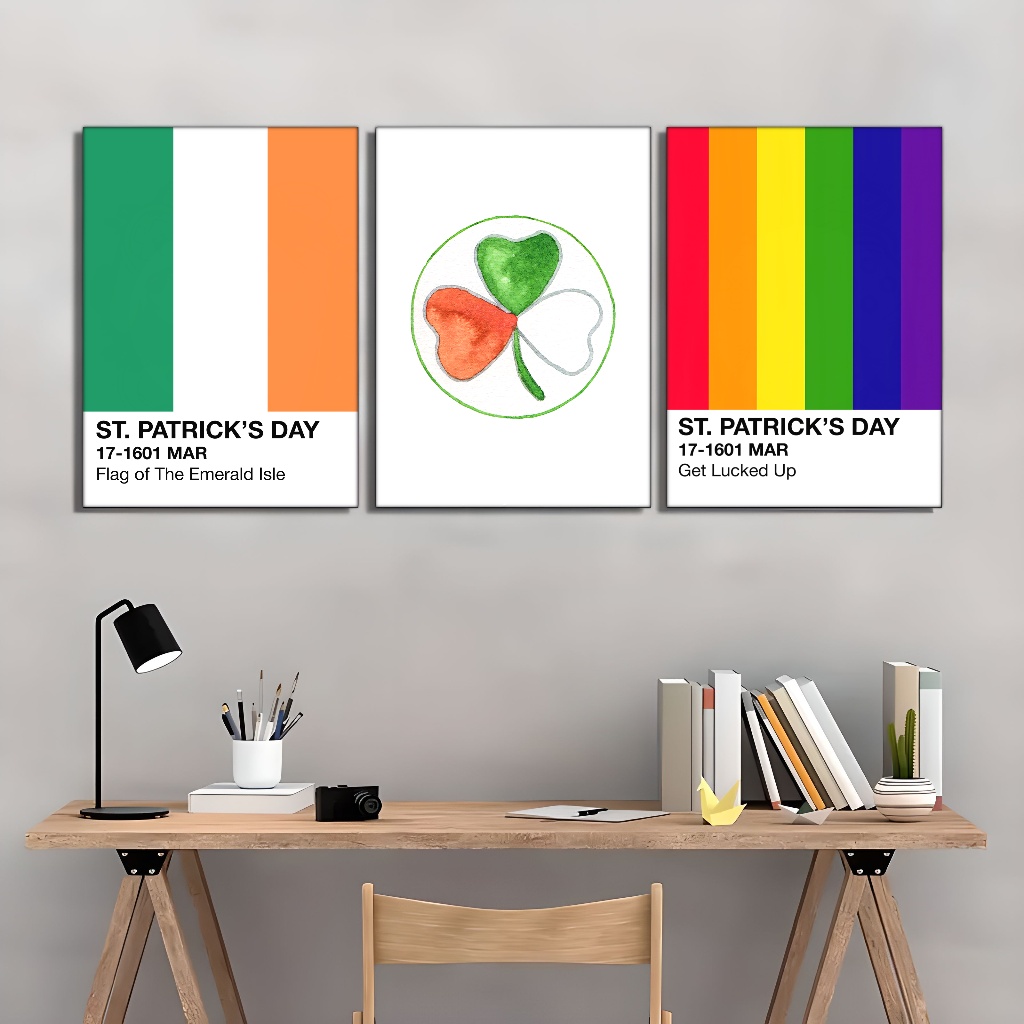 ST. PATRICK’S DAY
17-1601 MAR
Flag of The Emerald Isle
ST. PATRICK’S DAY
17-1601 MAR
Get Lucked Up